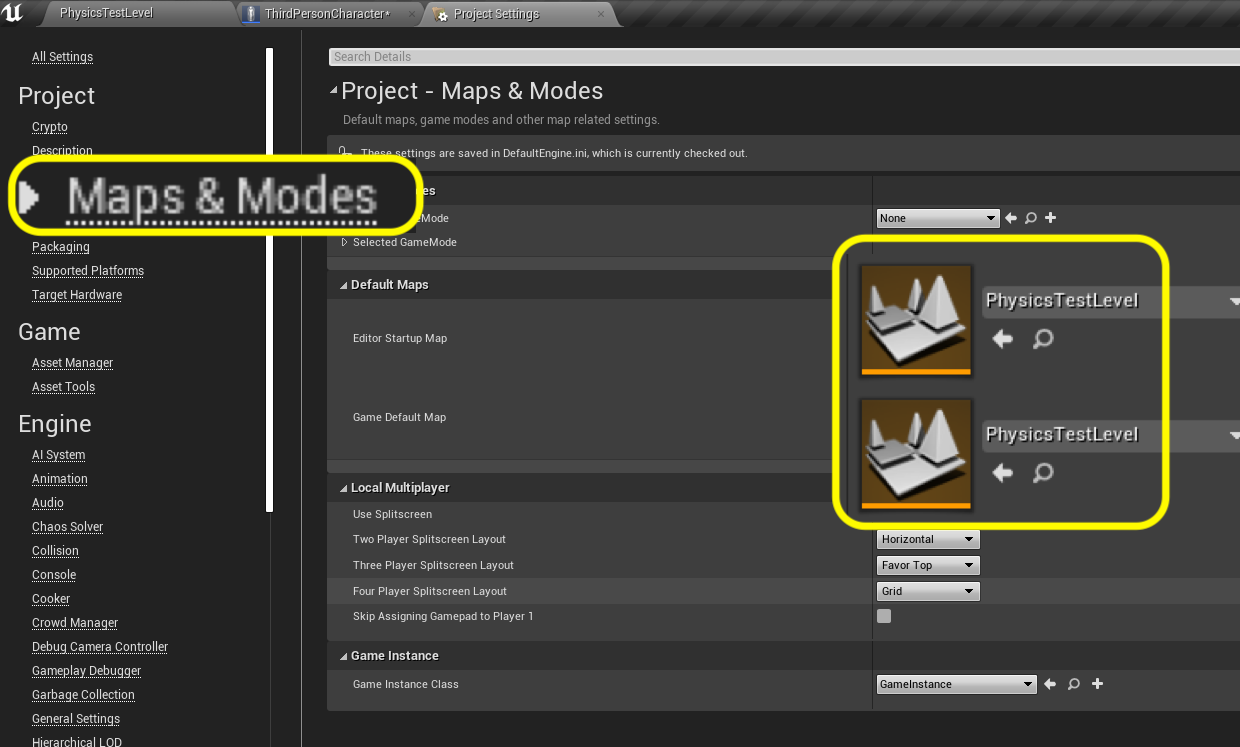 PhysicsTestLevel
ThirdPersonCharacter*
Project Settings
All Settings
Project
Crypto
Description
Maps & Modes
Packaging
Supported Platforms
Target Hardware
Game
Asset Manager
Asset Tools
Engine
AI System
Animation
Audio
Chaos Solver
Collision
Console
Cooker
Crowd Manager
Debug Camera Controller
Gameplay Debugger
Garbage Collection
General Settings
Hierarchical LOD
Search Details
Project - Maps & Modes
Default maps, game modes and other map related settings.
These settings are saved in DefaultEngine.ini, which is currently checked out.
None
Selected GameMode
Default Maps
Editor Startup Map
PhysicsTestLevel
Game Default Map
PhysicsTestLevel
Local Multiplayer
Use Splitscreen
Two Player Splitscreen Layout
Horizontal
Three Player Splitscreen Layout
Favor Top
Four Player Splitscreen Layout
Grid
Skip Assigning Gamepad to Player 1
Game Instance
Game Instance Class
GameInstance